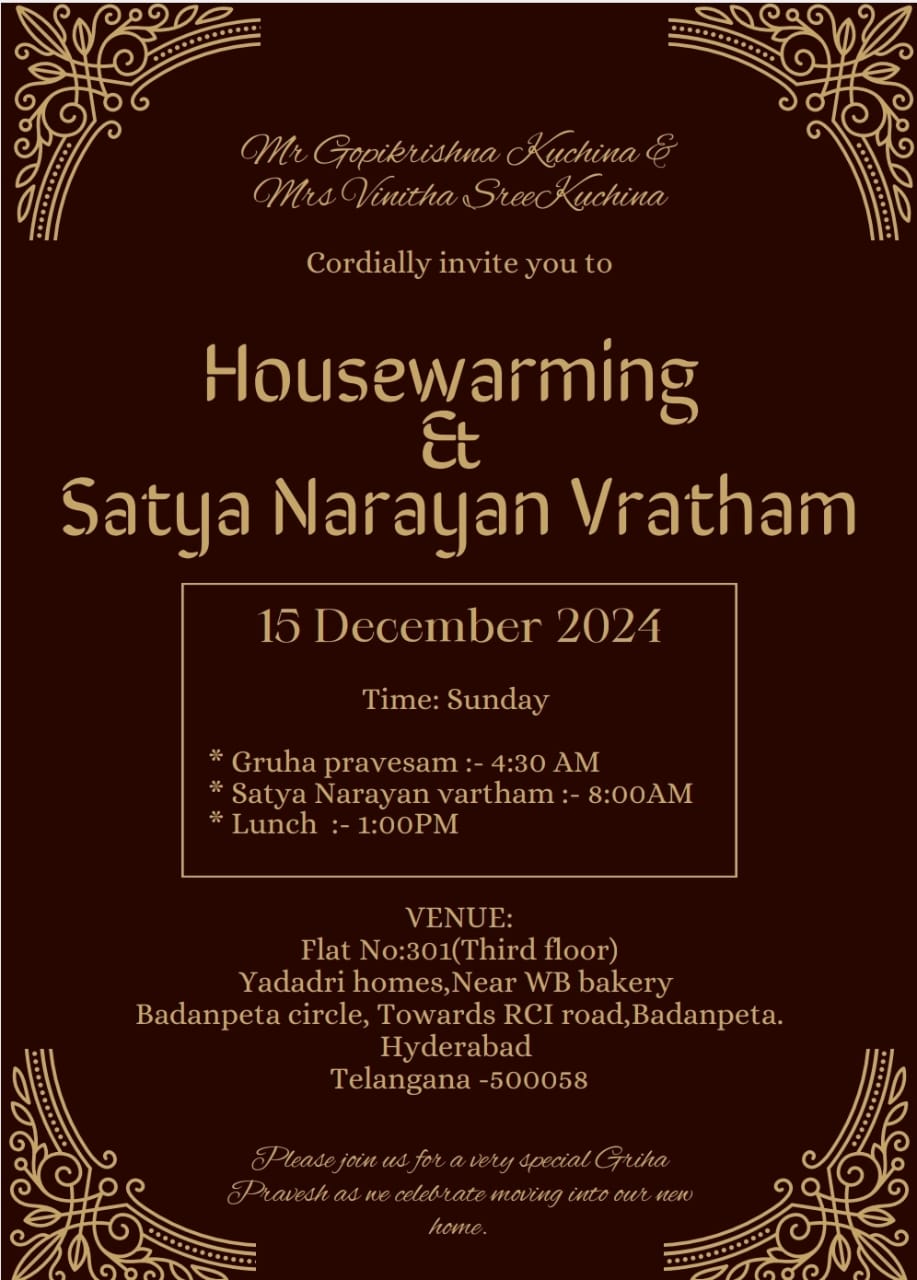 Mr Gopikrishna Kuchina &
Mrs Vinitha SreeKuchina
Cordially invite you to
Housewarming
&
Satya Narayan Vratham
15 December 2024
Time: Sunday
* Gruha pravesam :- 4:30 AM
* Satya Narayan vartham :- 8:00AM
* Lunch  :- 1:00PM
VENUE:
Flat No:301(Third floor)
Yadadri homes,Near WB bakery
Badanpeta circle, Towards RCI road,Badanpeta.
Hyderabad
Telangana -500058
Please join us for a very special Griha
Pravesh as we celebrate moving into our new
home.